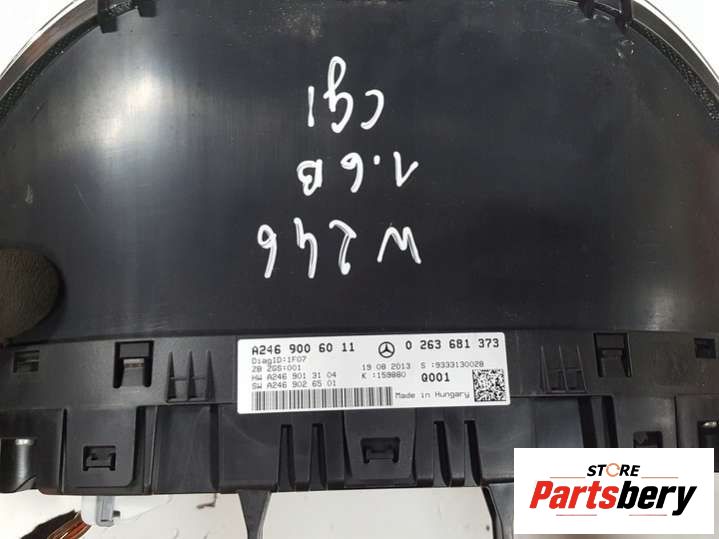 W246
1.6B
cgi
A246 900 60 11 0 263 681 373
DiagID:1F07
ZB ZGS:001 19 08 2013 S :9333130028
HW A246 901 31 04 K :159880 Q001
SW A246 902 65 01
Made in Hungary
STORE
Partsbery